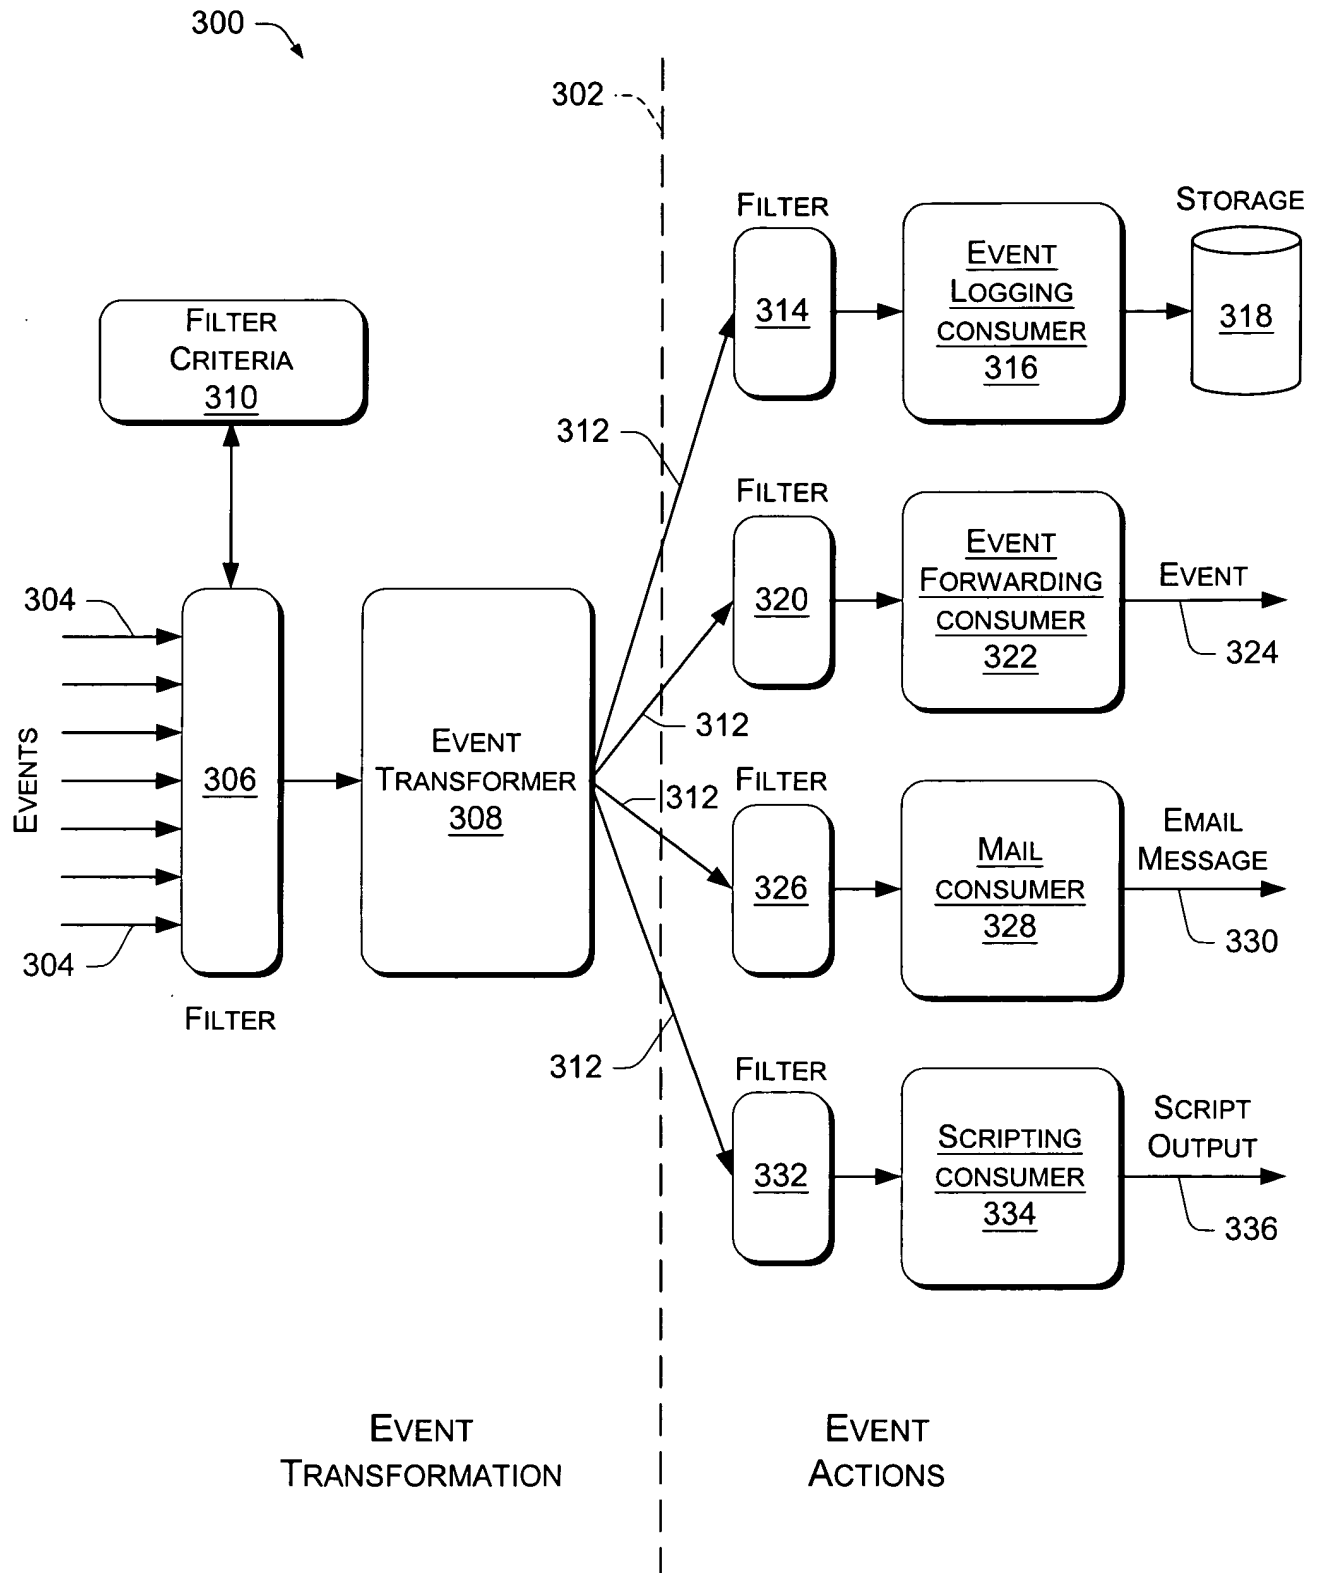 300
302
FILTER
EVENT
LOGGING
CONSUMER
316
314
STORAGE
318
FILTER
CRITERIA
310
312
FILTER
320
EVENT
FORWARDING
CONSUMER
322
EVENT
324
304
EVENTS
304
306
FILTER
EVENT
TRANSFORMER
308
312
312
FILTER
326
MAIL
CONSUMER
328
EMAIL
MESSAGE
330
312
FILTER
332
SCRIPTING
CONSUMER
334
SCRIPT
OUTPUT
336
EVENT
TRANSFORMATION
EVENT
ACTIONS